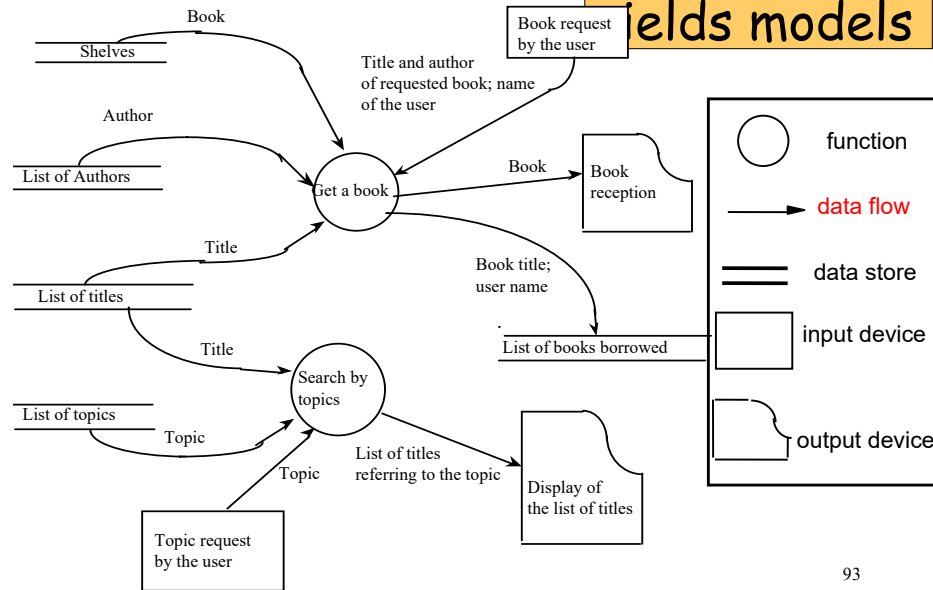 ields models
Book
Shelves
Book request
by the user
Title and author
of requested book; name
of the user
Author
List of Authors
Get a book
Book
Book
reception
Title
List of titles
Book title;
user name
List of books borrowed
Title
Search by
topics
List of topics
Topic
Topic
List of titles
referring to the topic
Display of
the list of titles
Topic request
by the user
function
data flow
data store
input device
output device
93